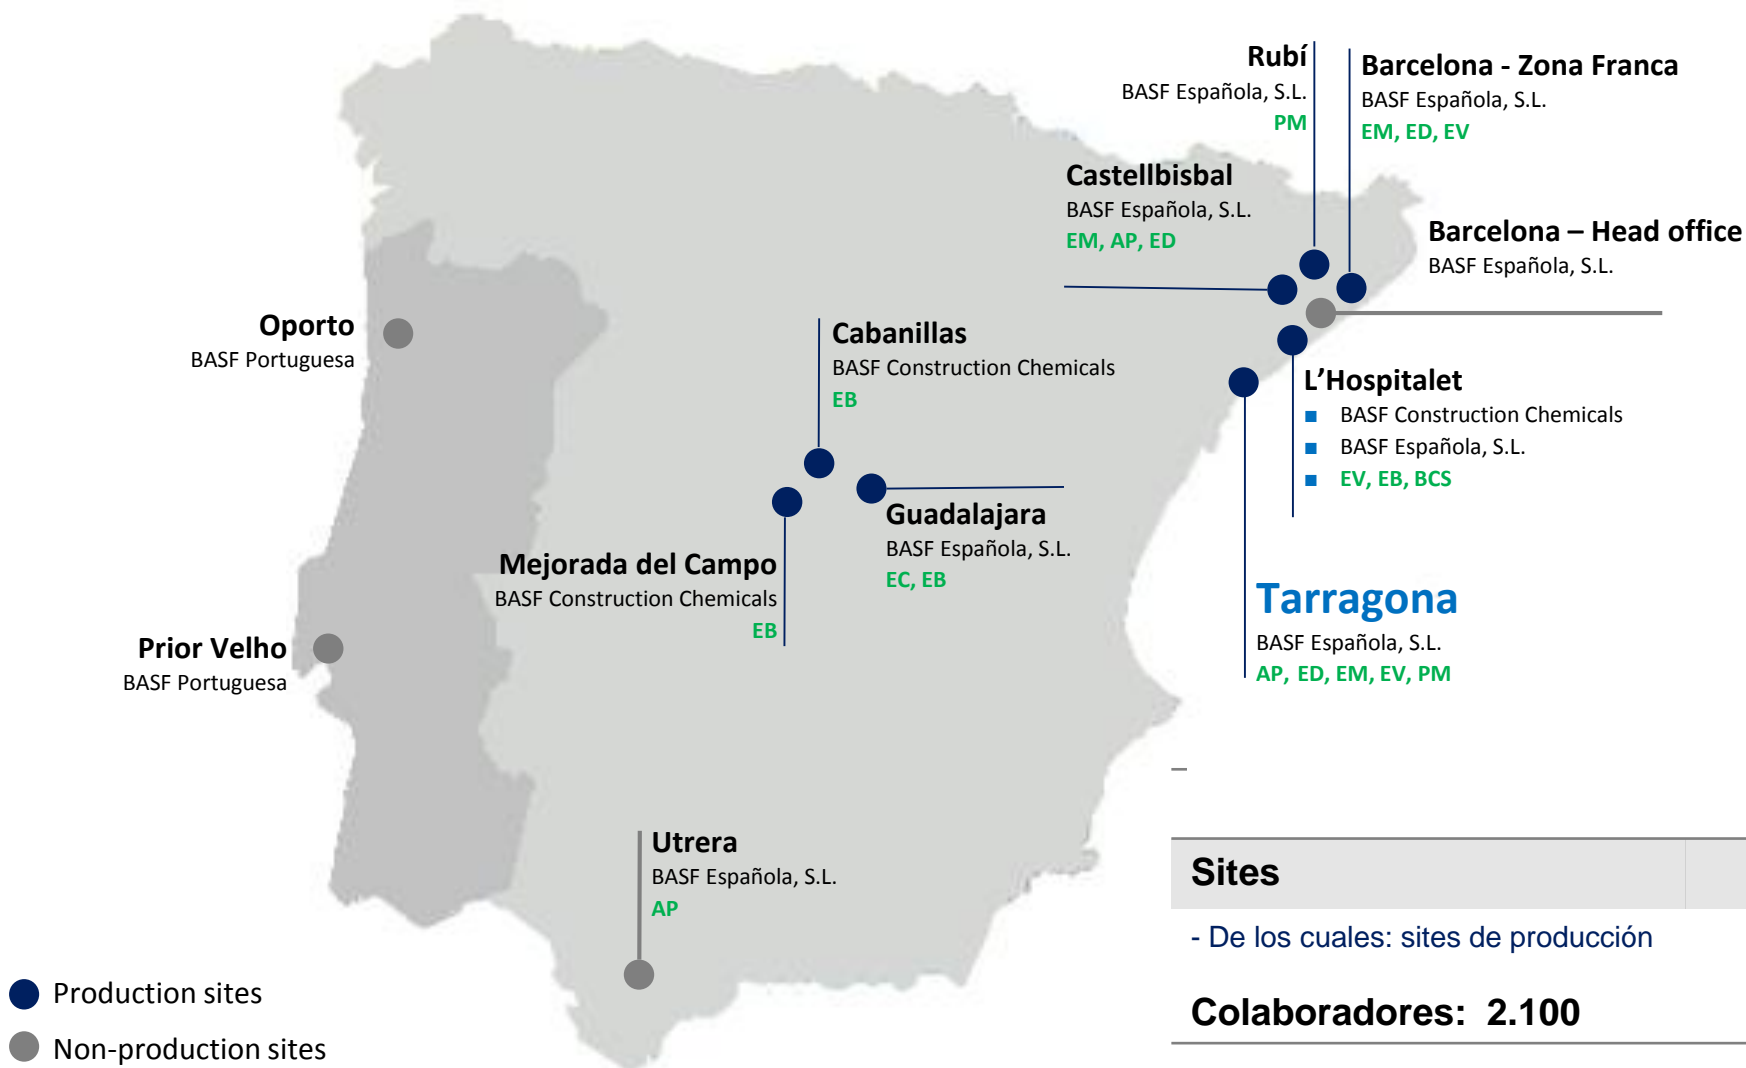 Rubí
BASF Española, S.L.
PM
Barcelona - Zona Franca
BASF Española, S.L.
EM, ED, EV
Castellbisbal
BASF Española, S.L.
EM, AP, ED
Barcelona – Head office
BASF Española, S.L.
Oporto
BASF Portuguesa
Cabanillas
BASF Construction Chemicals
EB
L’Hospitalet
■ BASF Construction Chemicals
■ BASF Española, S.L.
■ EV, EB, BCS
Guadalajara
BASF Española, S.L.
EC, EB
Mejorada del Campo
BASF Construction Chemicals
EB
Tarragona
BASF Española, S.L.
AP, ED, EM, EV, PM
Prior Velho
BASF Portuguesa
–
Utrera
BASF Española, S.L.
AP
Sites
- De los cuales: sites de producción
Colaboradores: 2.100
Production sites
Non-production sites